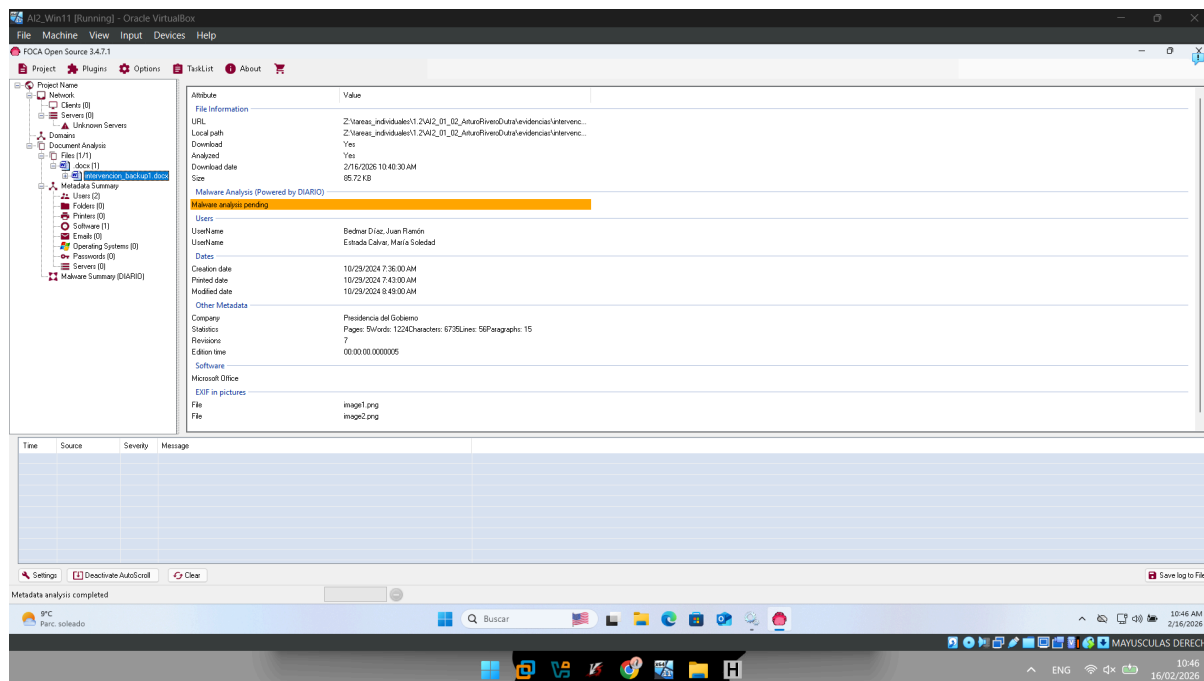 AI2_Win11 [Running] - Oracle VirtualBox
File Machine View Input Devices Help
FOCA Open Source 3.4.7.1
Project Plugins Options TaskList About
Project Name
Network
Clients (0)
Servers (0)
Unknown Servers
Domains
Document Analysis
Files (1/1)
.docx (1)
intervencion_backup1.docx
Metadata Summary
Users (2)
Folders (0)
Printers (0)
Software (1)
Emails (0)
Operating Systems (0)
Passwords (0)
Servers (0)
Malware Summary (DIARIO)
Attribute Value
File Information
URL Z:\tareas_individuales\1.2\AI2_01_02_ArturoRiveroDutra\evidencias\intervenc...
Local path Z:\tareas_individuales\1.2\AI2_01_02_ArturoRiveroDutra\evidencias\intervenc...
Download Yes
Analyzed Yes
Download date 2/16/2026 10:40:30 AM
Size 85.72 KB
Malware Analysis (Powered by DIARIO)
Malware analysis pending
Users
UserName Bedmar Díaz, Juan Ramón
UserName Estrada Calvar, María Soledad
Dates
Creation date 10/29/2024 7:36:00 AM
Printed date 10/29/2024 7:43:00 AM
Modified date 10/29/2024 8:49:00 AM
Other Metadata
Company Presidencia del Gobierno
Statistics Pages: 5Words: 1224Characters: 6735Lines: 56Paragraphs: 15
Revisions 7
Edition time 00:00:00.0000005
Software
Microsoft Office
EXIF in pictures
File image1.png
File image2.png
Time Source Severity Message
Settings Deactivate AutoScroll Clear Save log to File
Metadata analysis completed
9°C
Parc. soleado
Buscar
10:46 AM
2/16/2026
MAYUSCULAS DERECH
ENG
10:46
16/02/2026